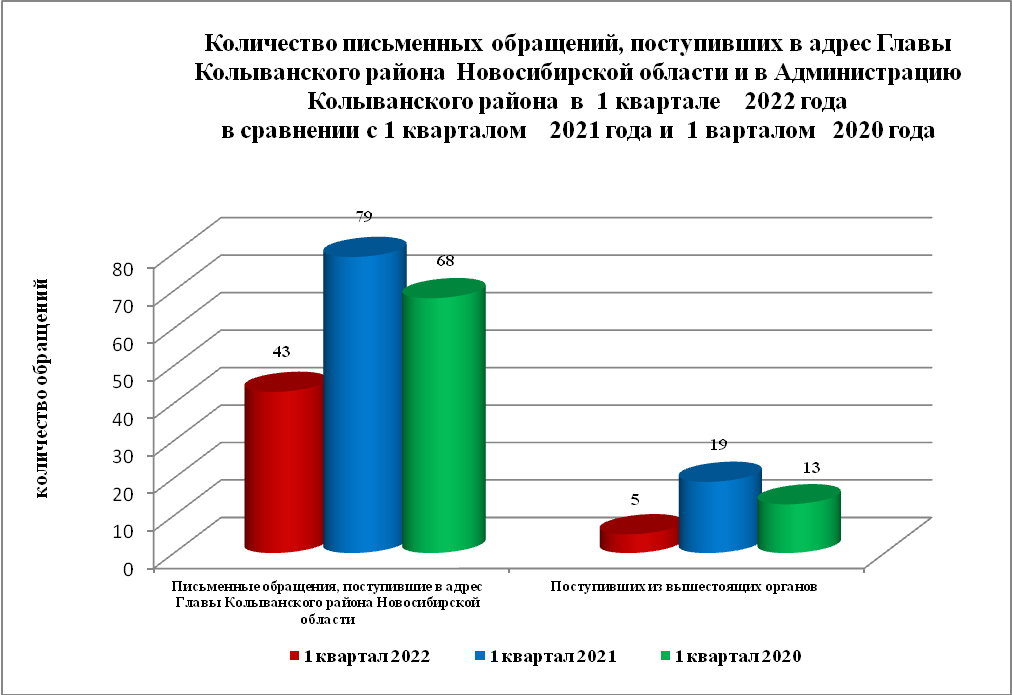 Количество письменных обращений, поступивших в адрес Главы
Колыванского района Новосибирской области и в Администрацию
Колыванского района в 1 квартале 2022 года
в сравнении с 1 кварталом 2021 года и 1 варталом 2020 года
количество обращений
80
70
60
50
40
30
20
10
0
43
79
68
5
19
13
Письменные обращения, поступившие в адрес
Главы Колыванского района Новосибирской
области
Поступивших из вышестоящих органов
1 квартал 2022
1 квартал 2021
1 квартал 2020